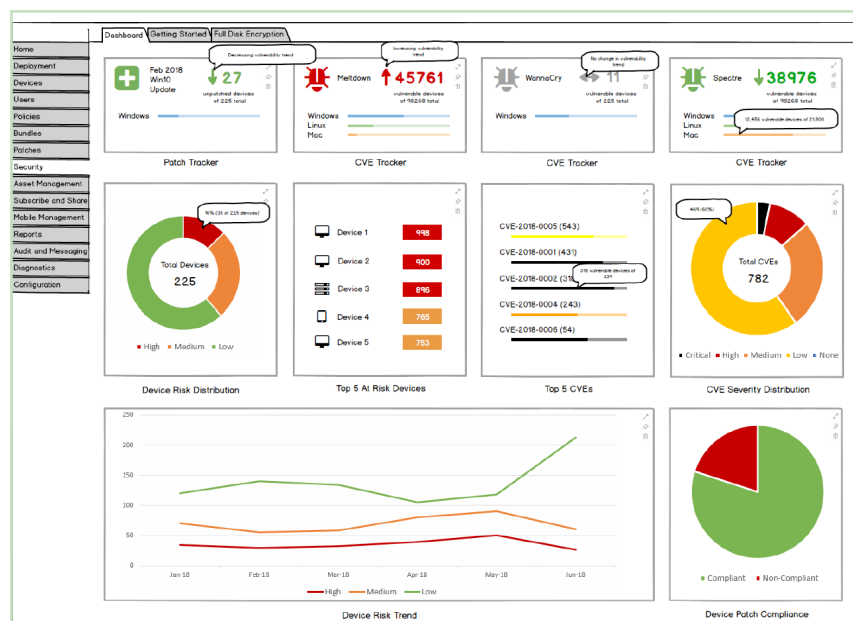 Dashboard
Getting Started
Full Disk Encryption
Home
Deployment
Devices
Users
Policies
Bundles
Patches
Security
Asset Management
Subscribe and Share
Mobile Management
Reports
Audit and Messaging
Diagnostics
Configuration
Decreasing vulnerability trend
Feb 2018
Win10
Update
27
unpatched devices
of 225 total
Windows
Patch Tracker
Increasing vulnerability
trend
Meltdown
45761
vulnerable devices
of 98268 total
Windows
Linux
Mac
CVE Tracker
No change in vulnerability
trend
WannaCry
11
vulnerable devices
of 225 total
Windows
CVE Tracker
Spectre
38976
vulnerable devices
of 98268 total
12,456 vulnerable devices of 23,800
Windows
Linux
Mac
CVE Tracker
16% (35 of 225 devices)
Total Devices
225
High
Medium
Low
Device Risk Distribution
Device 1
998
Device 2
900
Device 3
896
Device 4
765
Device 5
753
Top 5 At Risk Devices
CVE-2018-0005 (543)
CVE-2018-0001 (431)
CVE-2018-0002 (318
318 vulnerable devices of
CVE-2018-0004 (243)
CVE-2018-0006 (54)
Top 5 CVEs
469 (60%)
Total CVEs
782
Critical
High
Medium
Low
None
CVE Severity Distribution
250
200
150
100
50
0
Jan-18
Feb-18
Mar-18
Apr-18
May-18
Jun-18
High
Medium
Low
Device Risk Trend
Compliant
Non-Compliant
Device Patch Compliance